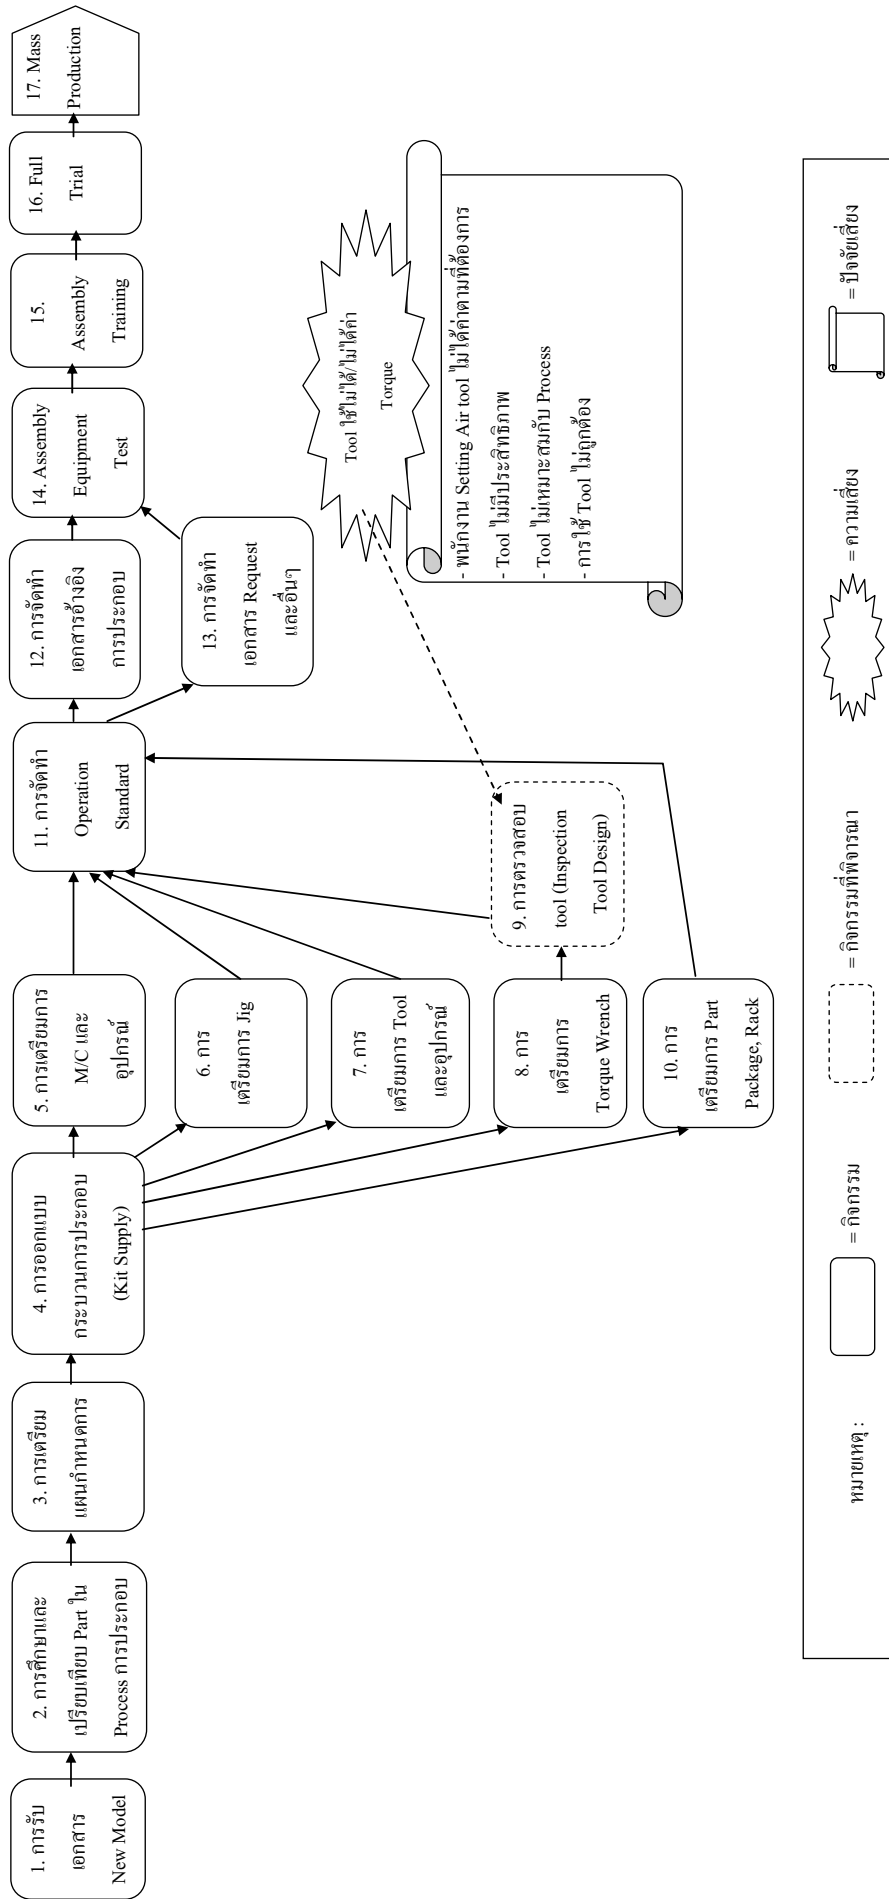 1. การรับ
เอกสาร
New Model
2. การศึกษาและ
เปรียบเทียบ Part ใน
Process การประกอบ
3. การเตรียม
แผนกำหนดการ
4. การออกแบบ
กระบวนการประกอบ
(Kit Supply)
5. การเตรียมการ
M/C และ
อุปกรณ์
6. การ
เตรียมการ Jig
7. การ
เตรียมการ Tool
และอุปกรณ์
8. การ
เตรียมการ
Torque Wrench
9. การตรวจสอบ
tool (Inspection
Tool Design)
10. การ
เตรียมการ Part
Package, Rack
11. การจัดทำ
Operation
Standard
12. การจัดทำ
เอกสารอ้างอิง
การประกอบ
13. การจัดทำ
เอกสาร Request
และอื่นๆ
14. Assembly
Equipment
Test
15.
Assembly
Training
16. Full
Trial
17. Mass
Production
Tool ใช้ไม่ได้/ไม่ได้ค่า
Torque
- พนักงาน Setting Air tool ไม่ได้ค่าตามที่ต้องการ
- Tool ไม่มีประสิทธิภาพ
- Tool ไม่เหมาะสมกับ Process
- การใช้ Tool ไม่ถูกต้อง
หมายเหตุ :
= กิจกรรม
= กิจกรรมที่พิจารณา
= ความเสี่ยง
= ปัจจัยเสี่ยง